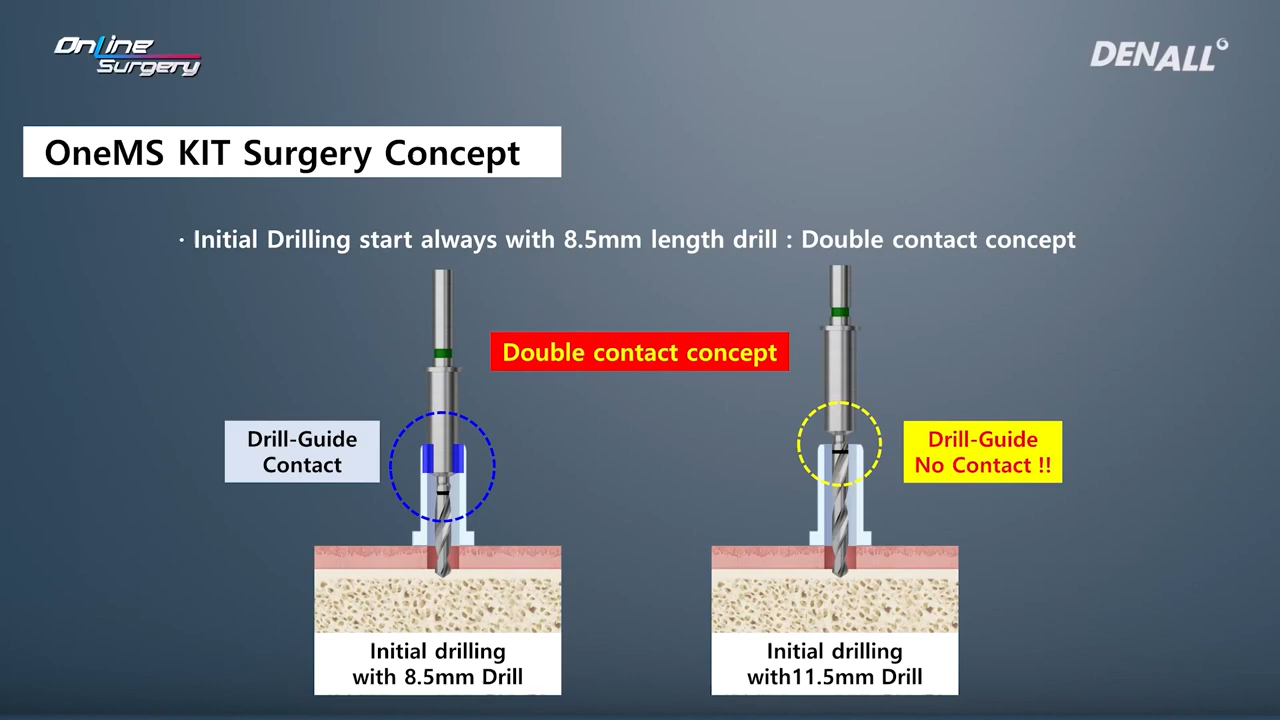 OnLine
Surgery
DENALL
OneMS KIT Surgery Concept
· Initial Drilling start always with 8.5mm length drill : Double contact concept
Double contact concept
Drill-Guide
Contact
Drill-Guide
No Contact !!
Initial drilling
with 8.5mm Drill
Initial drilling
with11.5mm Drill